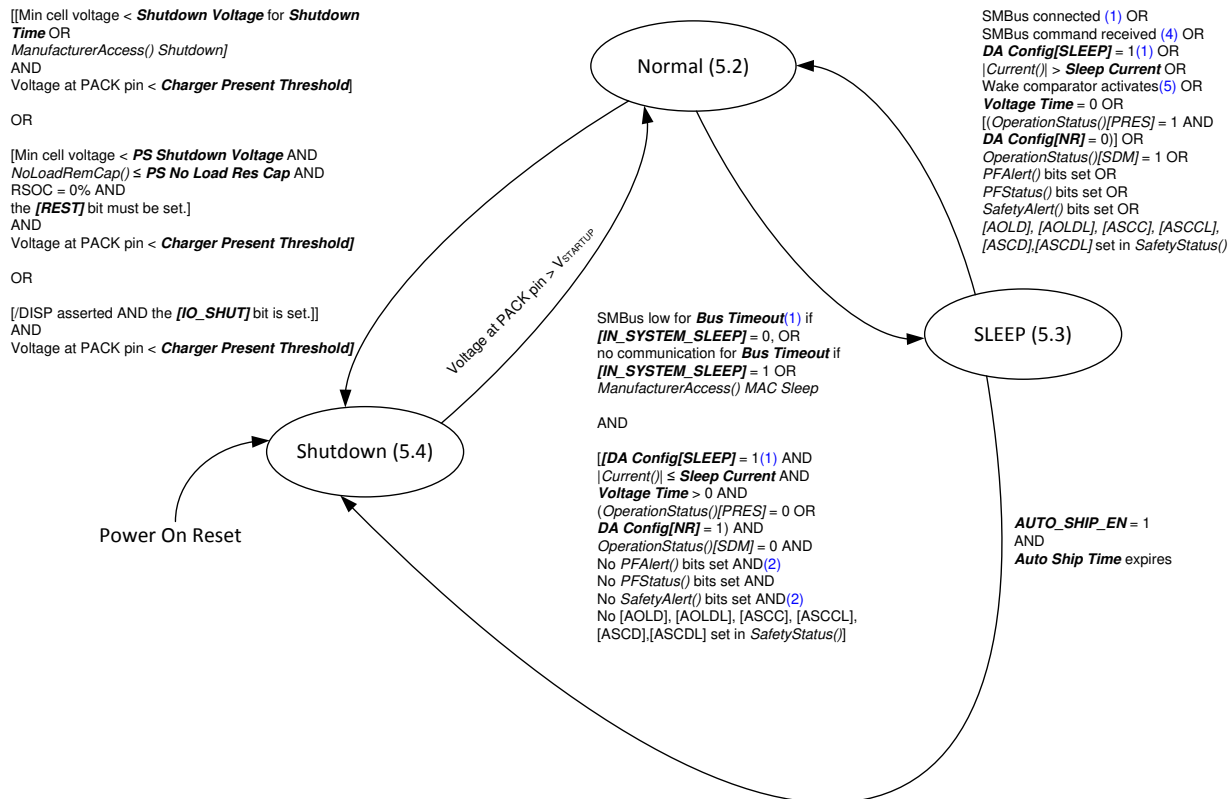 [[Min cell voltage < Shutdown Voltage for Shutdown
Time OR
ManufacturerAccess() Shutdown]
AND
Voltage at PACK pin < Charger Present Threshold]
OR
[Min cell voltage < PS Shutdown Voltage AND
NoLoadRemCap() ≤ PS No Load Res Cap AND
RSOC = 0% AND
the [REST] bit must be set.]
AND
Voltage at PACK pin < Charger Present Threshold]
OR
[/DISP asserted AND the [IO_SHUT] bit is set.]]
AND
Voltage at PACK pin < Charger Present Threshold]
Normal (5.2)
SMBus connected (1) OR
SMBus command received (4) OR
DA Config[SLEEP] = 1(1) OR
|Current()| > Sleep Current OR
Wake comparator activates(5) OR
Voltage Time = 0 OR
[(OperationStatus()[PRES] = 1 AND
DA Config[NR] = 0)] OR
OperationStatus()[SDM] = 1 OR
PFAlert() bits set OR
PFStatus() bits set OR
SafetyAlert() bits set OR
[AOLD], [AOLDL], [ASCC], [ASCCL],
[ASCD],[ASCDL] set in SafetyStatus()
Voltage at PACK pin > VSTARTUP
SMBus low for Bus Timeout(1) if
[IN_SYSTEM_SLEEP] = 0, OR
no communication for Bus Timeout if
[IN_SYSTEM_SLEEP] = 1 OR
ManufacturerAccess() MAC Sleep
AND
[[DA Config[SLEEP] = 1(1) AND
|Current()| ≤ Sleep Current AND
Voltage Time > 0 AND
(OperationStatus()[PRES] = 0 OR
DA Config[NR] = 1) AND
OperationStatus()[SDM] = 0 AND
No PFAlert() bits set AND(2)
No PFStatus() bits set AND
No SafetyAlert() bits set AND(2)
No [AOLD], [AOLDL], [ASCC], [ASCCL],
[ASCD],[ASCDL] set in SafetyStatus()]
SLEEP (5.3)
Shutdown (5.4)
Power On Reset
AUTO_SHIP_EN = 1
AND
Auto Ship Time expires